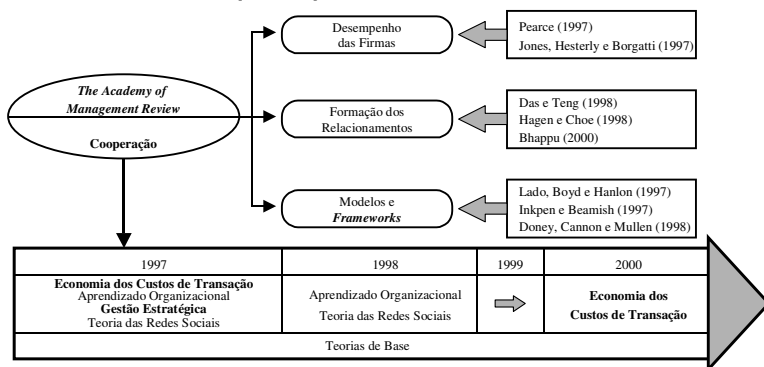 Desempenho
das Firmas
Pearce (1997)
Jones, Hesterly e Borgatti (1997)
The Academy of
Management Review
Cooperação
Formação dos
Relacionamentos
Das e Teng (1998)
Hagen e Choe (1998)
Bhappu (2000)
Modelos e
Frameworks
Lado, Boyd e Hanlon (1997)
Inkpen e Beamish (1997)
Doney, Cannon e Mullen (1998)
1997
1998
1999
2000
Economia dos Custos de Transação
Aprendizado Organizacional
Gestão Estratégica
Teoria das Redes Sociais
Aprendizado Organizacional
Teoria das Redes Sociais
Economia dos
Custos de Transação
Teorias de Base